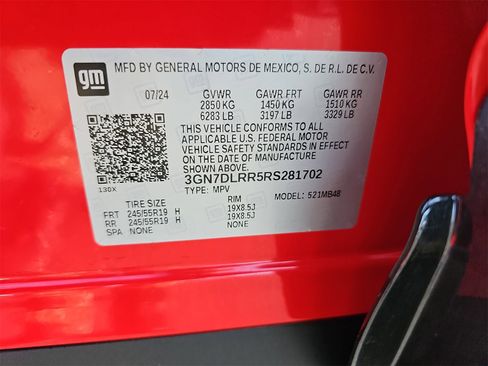 gm MFD BY GENERAL MOTORS DE MEXICO, S. DE R.L. DE C.V.
07/24 GVWR GAWR FRT GAWR RR
2850 KG 1450 KG 1510 KG
6283 LB 3197 LB 3329 LB
THIS VEHICLE CONFORMS TO ALL
APPLICABLE U.S. FEDERAL MOTOR
VEHICLE SAFETY STANDARDS IN EFFECT
ON THE DATE OF MANUFACTURE
SHOWN ABOVE.
3GN7DLRR5RS281702
130X TYPE: MPV MODEL: 521MB48
TIRE SIZE RIM
FRT 245/55R19 H 19X8.5J
RR 245/55R19 H 19X8.5J
SPA NONE NONE